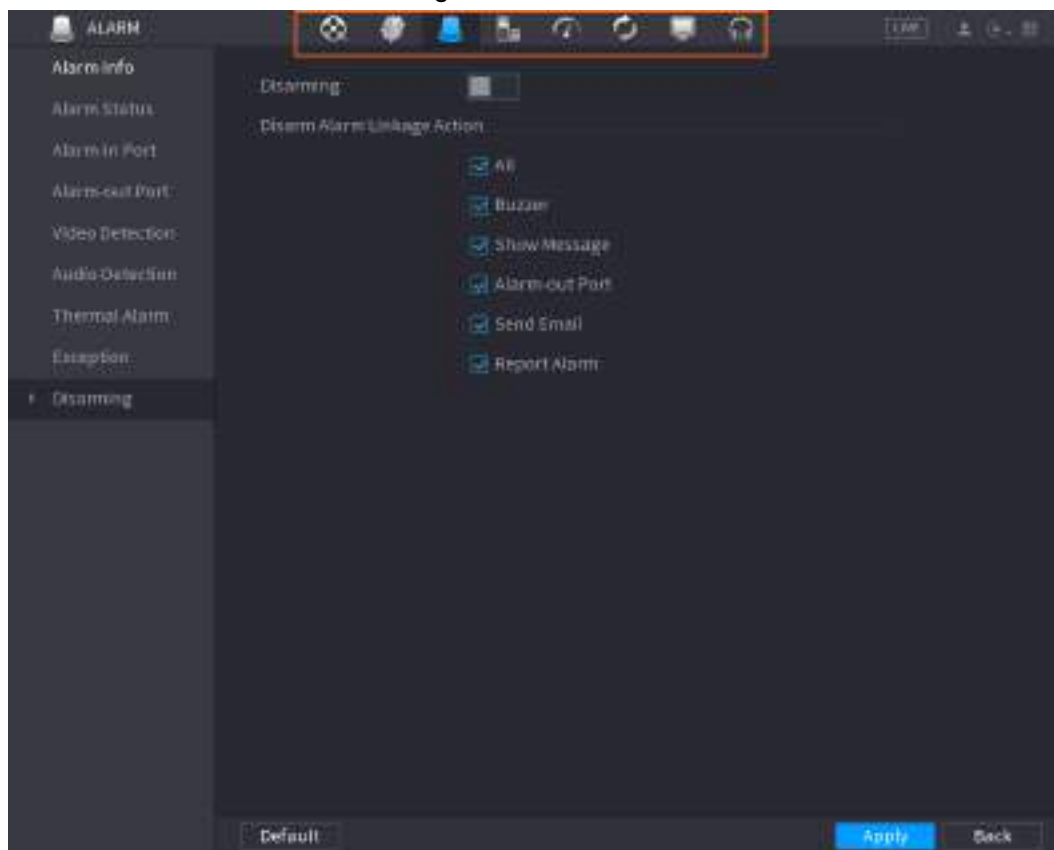 ALARM
LIVE
Alarm Info
Alarm Status
Alarm-in Port
Alarm-out Port
Video Detection
Audio Detection
Thermal Alarm
Exception
Disarming
Disarming
Disarm Alarm Linkage Action
All
Buzzer
Show Message
Alarm-out Port
Send Email
Report Alarm
Default
Apply
Back